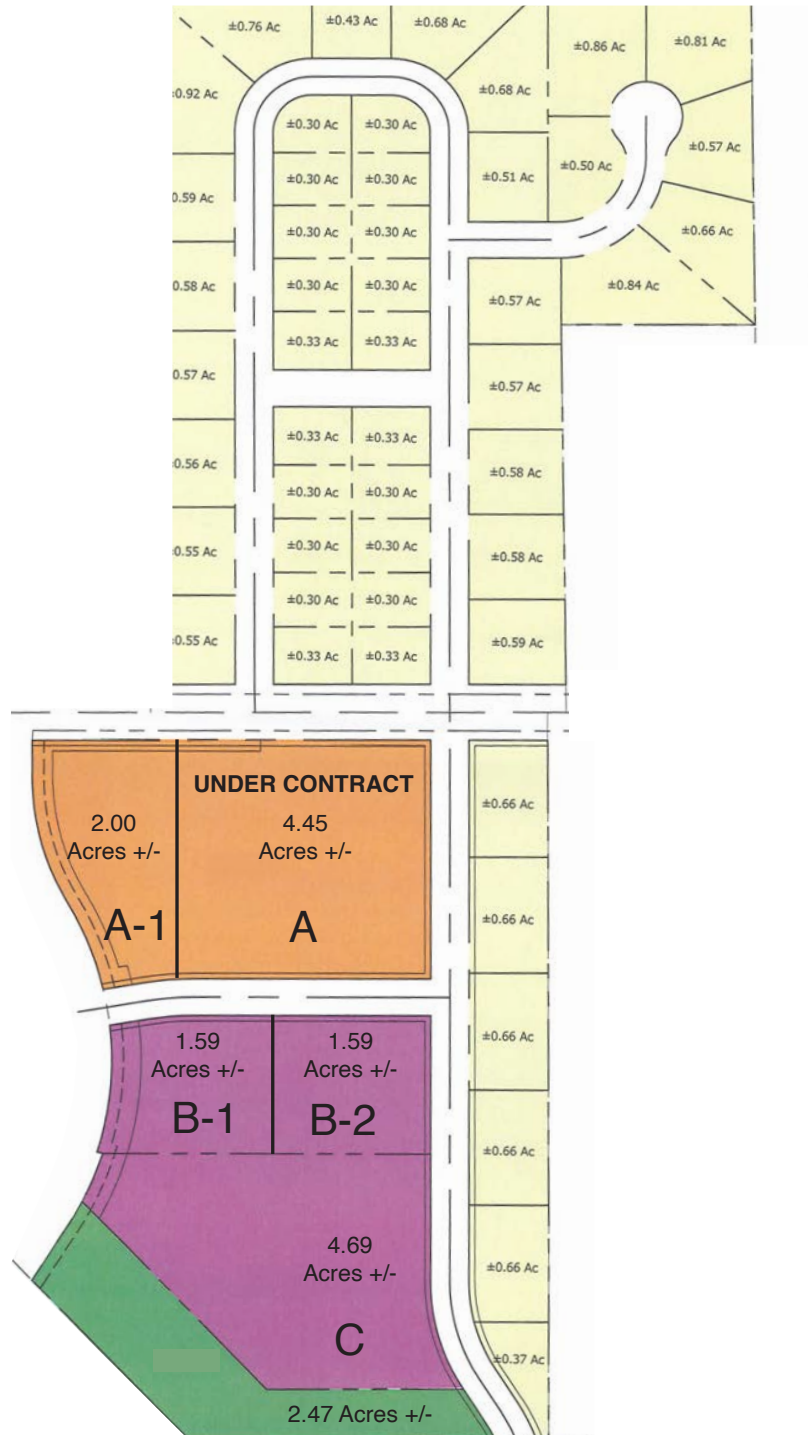 ±0.76 Ac
±0.43 Ac
±0.68 Ac
±0.86 Ac
±0.81 Ac
±0.92 Ac
±0.68 Ac
±0.30 Ac ±0.30 Ac
±0.57 Ac
±0.50 Ac
±0.51 Ac
±0.30 Ac ±0.30 Ac
0.59 Ac
±0.30 Ac ±0.30 Ac
±0.66 Ac
0.58 Ac
±0.30 Ac ±0.30 Ac
±0.84 Ac
±0.57 Ac
±0.33 Ac ±0.33 Ac
0.57 Ac
±0.57 Ac
±0.33 Ac ±0.33 Ac
±0.56 Ac
±0.58 Ac
±0.30 Ac ±0.30 Ac
±0.30 Ac ±0.30 Ac
±0.55 Ac
±0.58 Ac
±0.30 Ac ±0.30 Ac
0.55 Ac
±0.59 Ac
±0.33 Ac ±0.33 Ac
UNDER CONTRACT
2.00
Acres +/-
A-1
4.45
Acres +/-
A
±0.66 Ac
±0.66 Ac
±0.66 Ac
1.59
Acres +/-
B-1
1.59
Acres +/-
B-2
±0.66 Ac
4.69
Acres +/-
C
±0.66 Ac
±0.37 Ac
2.47 Acres +/-